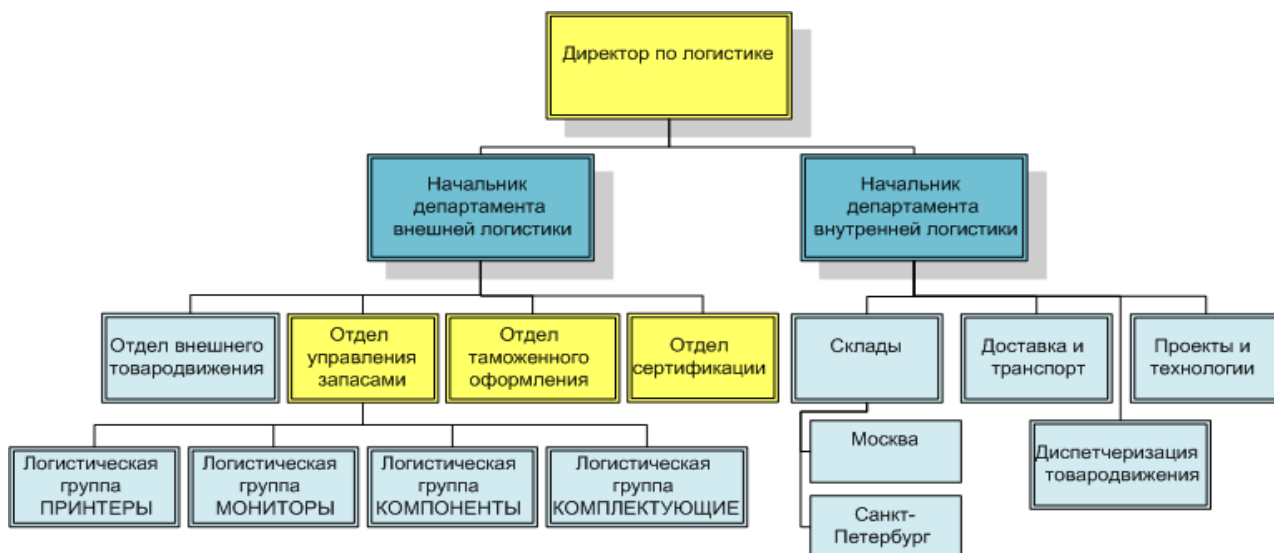 Директор по логистике
Начальник
департамента
внешней логистики
Начальник
департамента
внутренней логистики
Отдел внешнего
товародвижения
Отдел
управления
запасами
Отдел
таможенного
оформления
Отдел
сертификации
Склады
Доставка и
транспорт
Проекты и
технологии
Логистическая
группа
ПРИНТЕРЫ
Логистическая
группа
МОНИТОРЫ
Логистическая
группа
КОМПОНЕНТЫ
Логистическая
группа
КОМПЛЕКТУЮЩИЕ
Москва
Санкт-
Петербург
Диспетчеризация
товародвижения